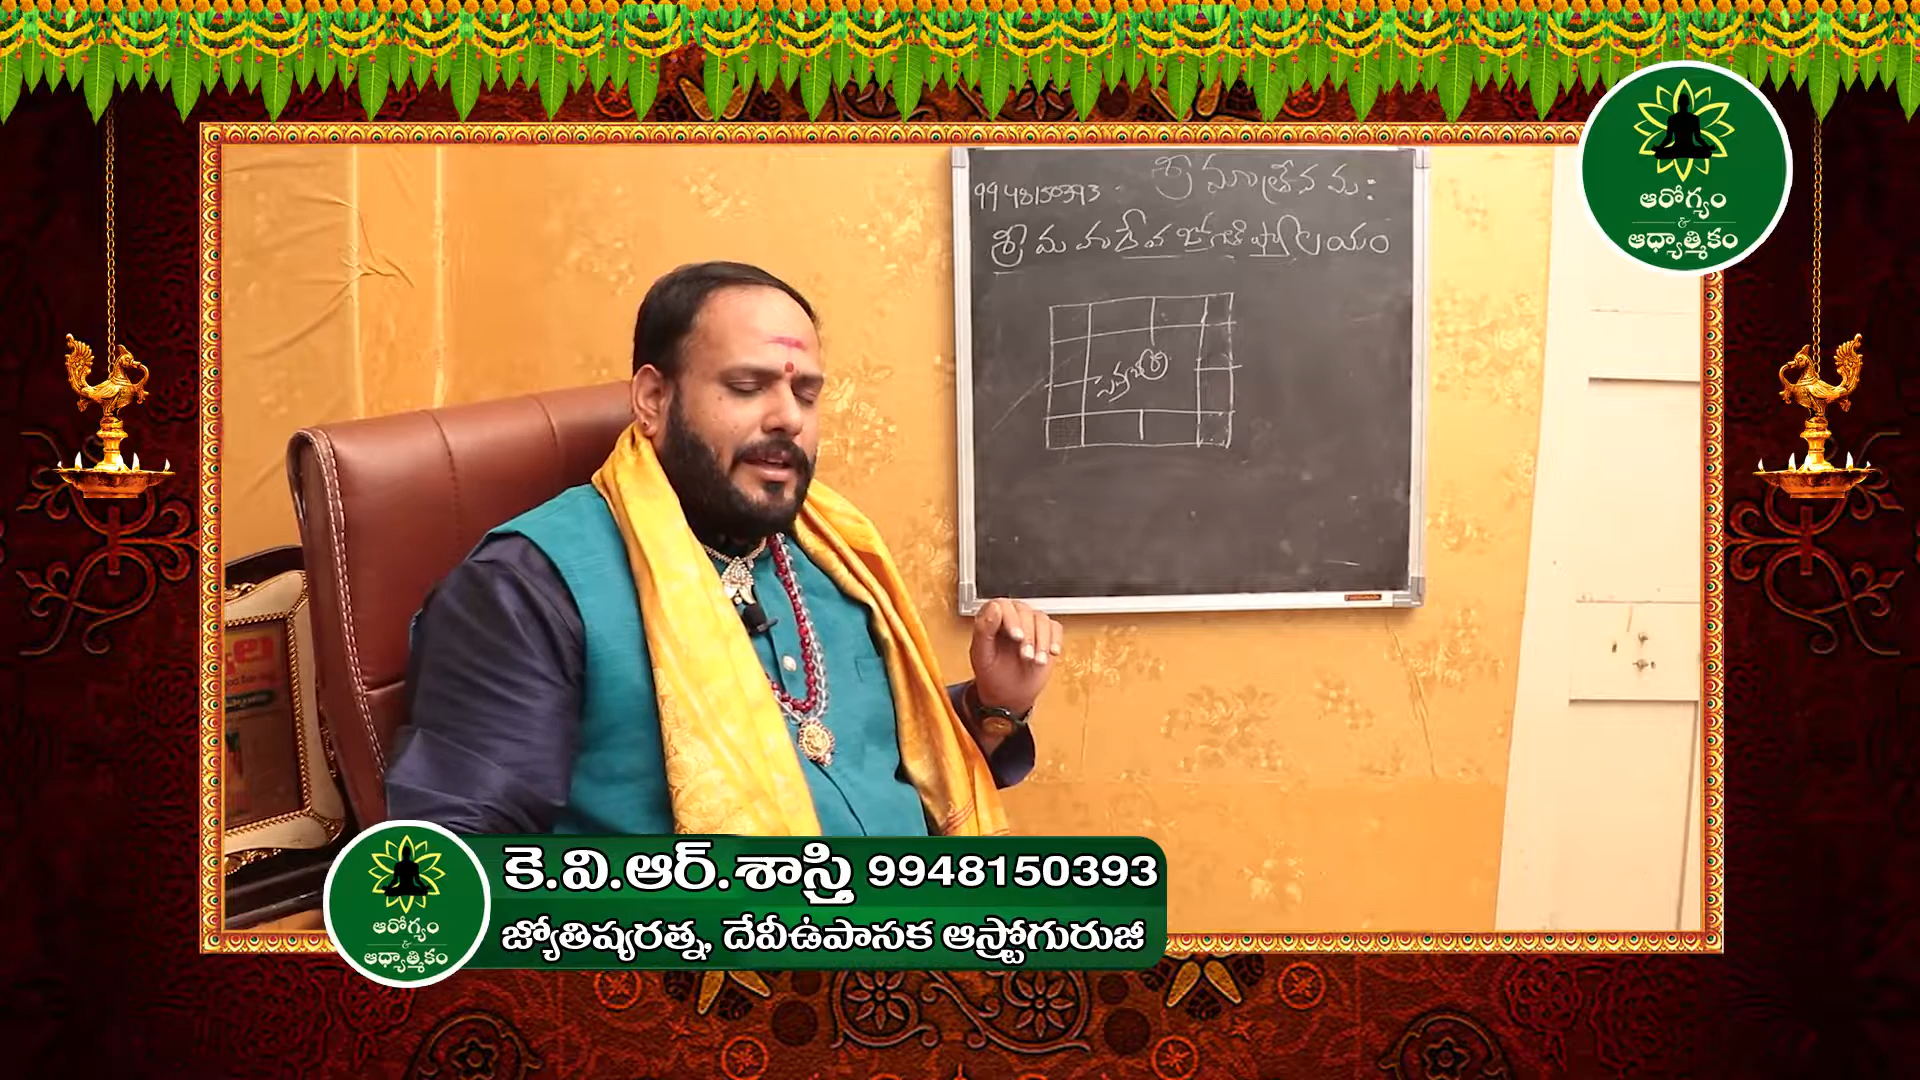 శ్రీ మాత్రే నమః
9948150393
శ్రీ మహాదేవ జ్యోతిష్యాలయం
ఆరోగ్యం
&
ఆధ్యాత్మికం
కె.వి.ఆర్.శాస్త్రి 9948150393
జ్యోతిష్యరత్న, దేవీఉపాసక ఆస్ట్రోగురుజీ
ఆరోగ్యం
&
ఆధ్యాత్మికం